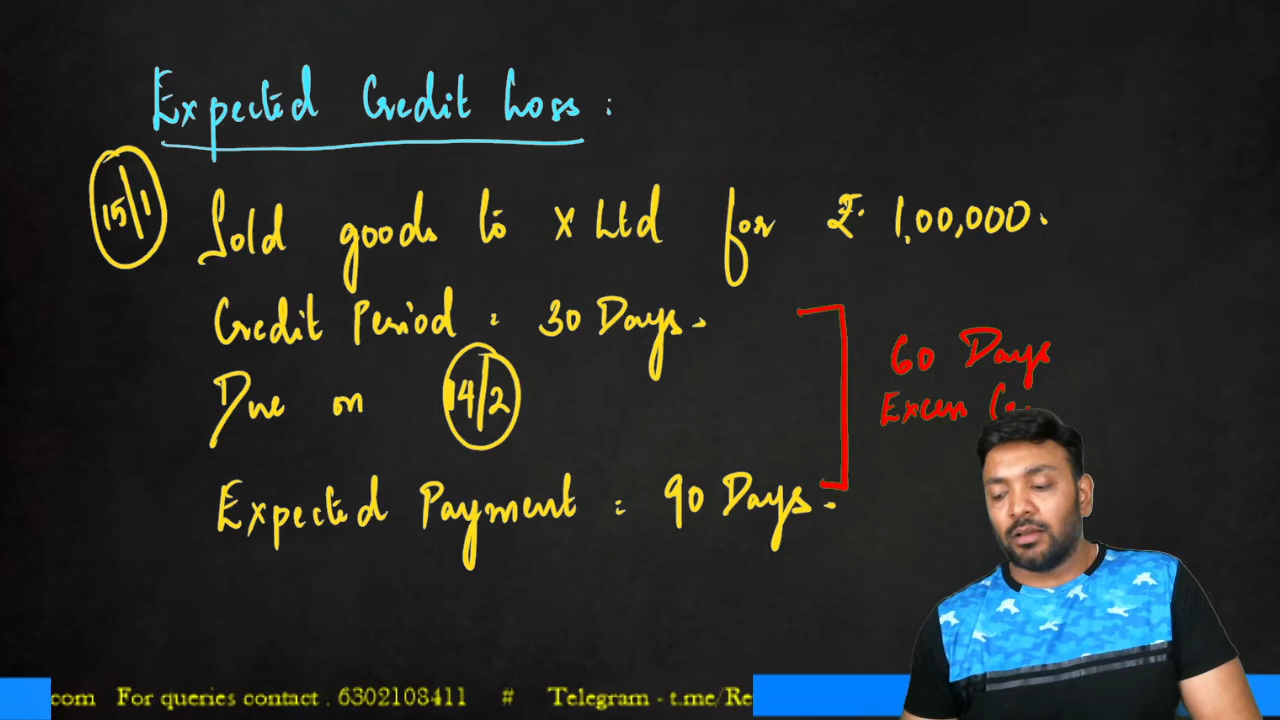 Expected Credit Loss :
15/1 Sold goods to X Ltd for ₹. 1,00,000.
Credit Period : 30 Days.
Due on 14/2
60 Days
Excess
Expected Payment : 90 Days.
com For queries contact . 6302108411 # Telegram - t.me/Re